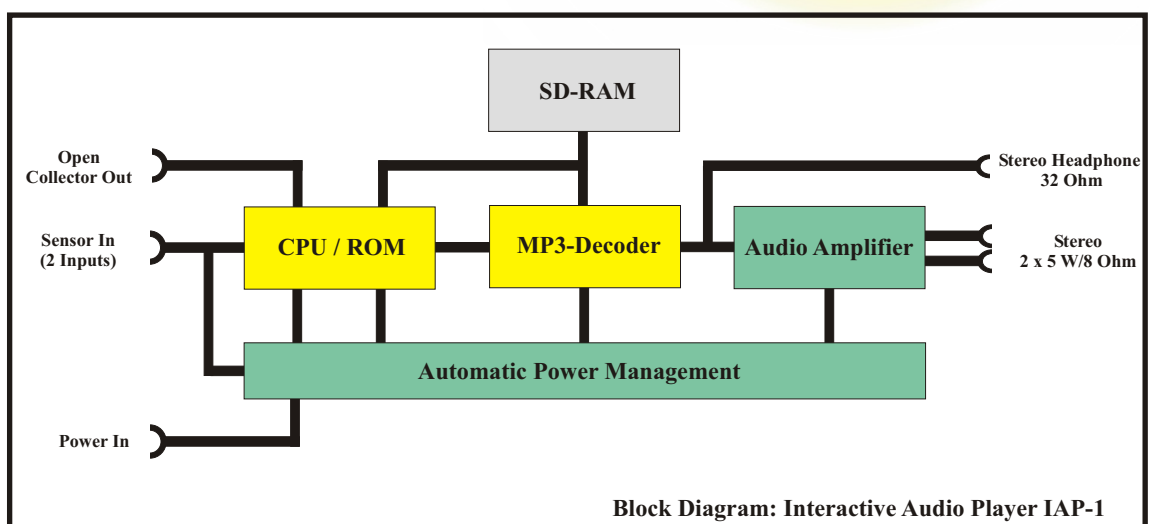 SD-RAM
Open
Collector Out
Stereo Headphone
32 Ohm
Sensor In
(2 Inputs)
CPU / ROM
MP3-Decoder
Audio Amplifier
Stereo
2 x 5 W/8 Ohm
Automatic Power Management
Power In
Block Diagram: Interactive Audio Player IAP-1